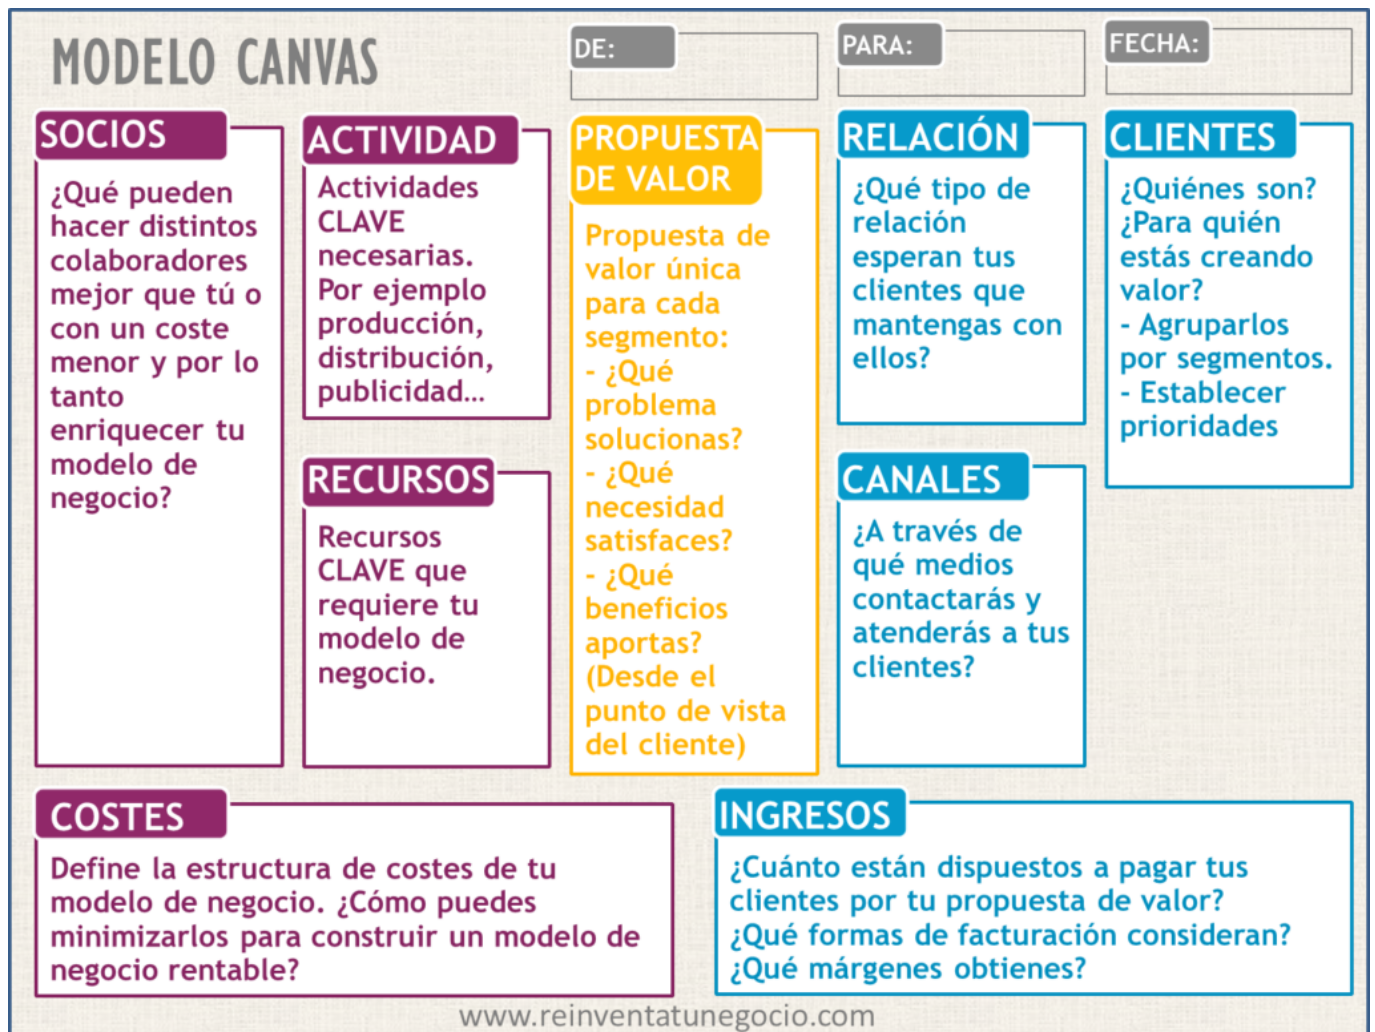 MODELO CANVAS
DE:
PARA:
FECHA:
SOCIOS
¿Qué pueden
hacer distintos
colaboradores
mejor que tú o
con un coste
menor y por lo
tanto
enriquecer tu
modelo de
negocio?
ACTIVIDAD
Actividades
CLAVE
necesarias.
Por ejemplo
producción,
distribución,
publicidad…
RECURSOS
Recursos
CLAVE que
requiere tu
modelo de
negocio.
PROPUESTA
DE VALOR
Propuesta de
valor única
para cada
segmento:
- ¿Qué
problema
solucionas?
- ¿Qué
necesidad
satisfaces?
- ¿Qué
beneficios
aportas?
(Desde el
punto de vista
del cliente)
RELACIÓN
¿Qué tipo de
relación
esperan tus
clientes que
mantengas con
ellos?
CANALES
¿A través de
qué medios
contactarás y
atenderás a tus
clientes?
CLIENTES
¿Quiénes son?
¿Para quién
estás creando
valor?
- Agruparlos
por segmentos.
- Establecer
prioridades
COSTES
Define la estructura de costes de tu
modelo de negocio. ¿Cómo puedes
minimizarlos para construir un modelo de
negocio rentable?
INGRESOS
¿Cuánto están dispuestos a pagar tus
clientes por tu propuesta de valor?
¿Qué formas de facturación consideran?
¿Qué márgenes obtienes?
www.reinventatunegocio.com